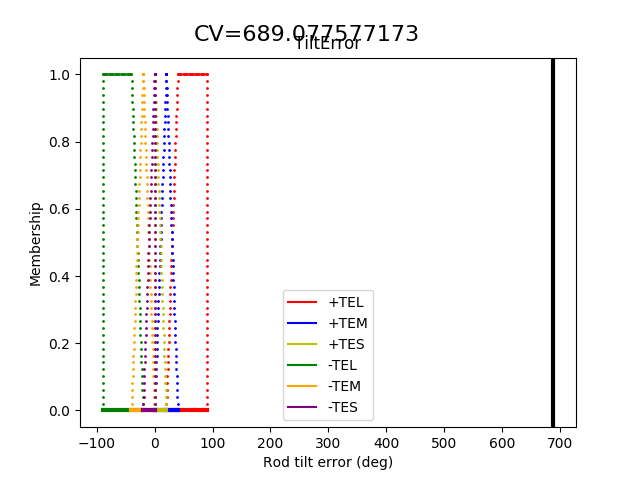 CV=689.077577173
TiltError
1.0
0.8
0.6
0.4
0.2
0.0
Membership
+TEL
+TEM
+TES
-TEL
-TEM
-TES
−100 0 100 200 300 400 500 600 700
Rod tilt error (deg)